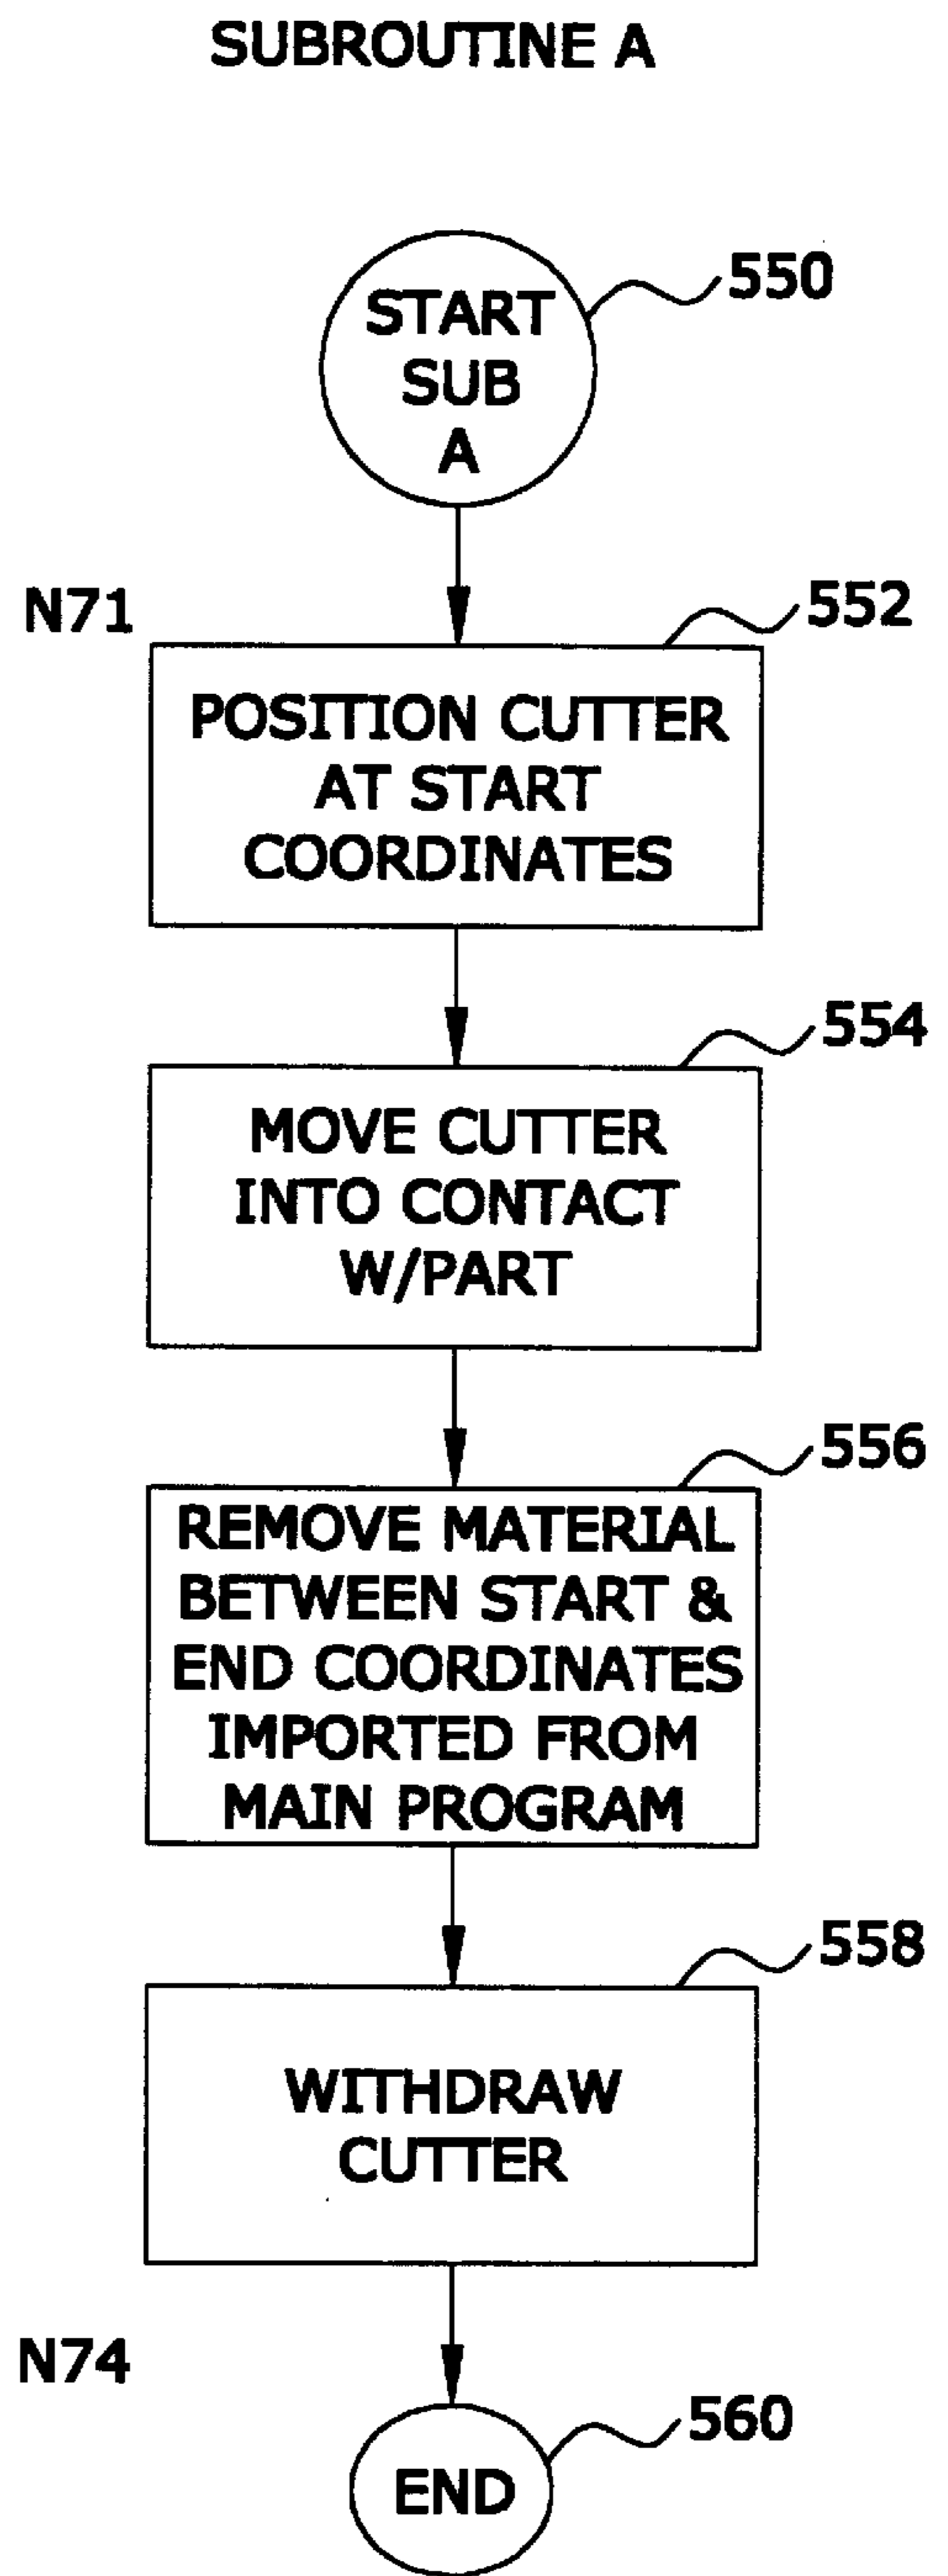 SUBROUTINE A
550
START
SUB
A
N71
552
POSITION CUTTER
AT START
COORDINATES
554
MOVE CUTTER
INTO CONTACT
W/PART
556
REMOVE MATERIAL
BETWEEN START &
END COORDINATES
IMPORTED FROM
MAIN PROGRAM
558
WITHDRAW
CUTTER
N74
560
END